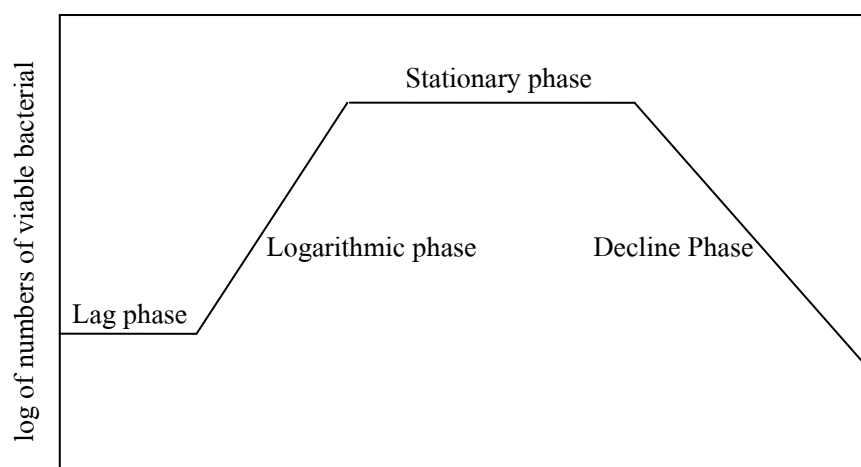 Stationary phase
log of numbers of viable bacterial
Logarithmic phase
Decline Phase
Lag phase